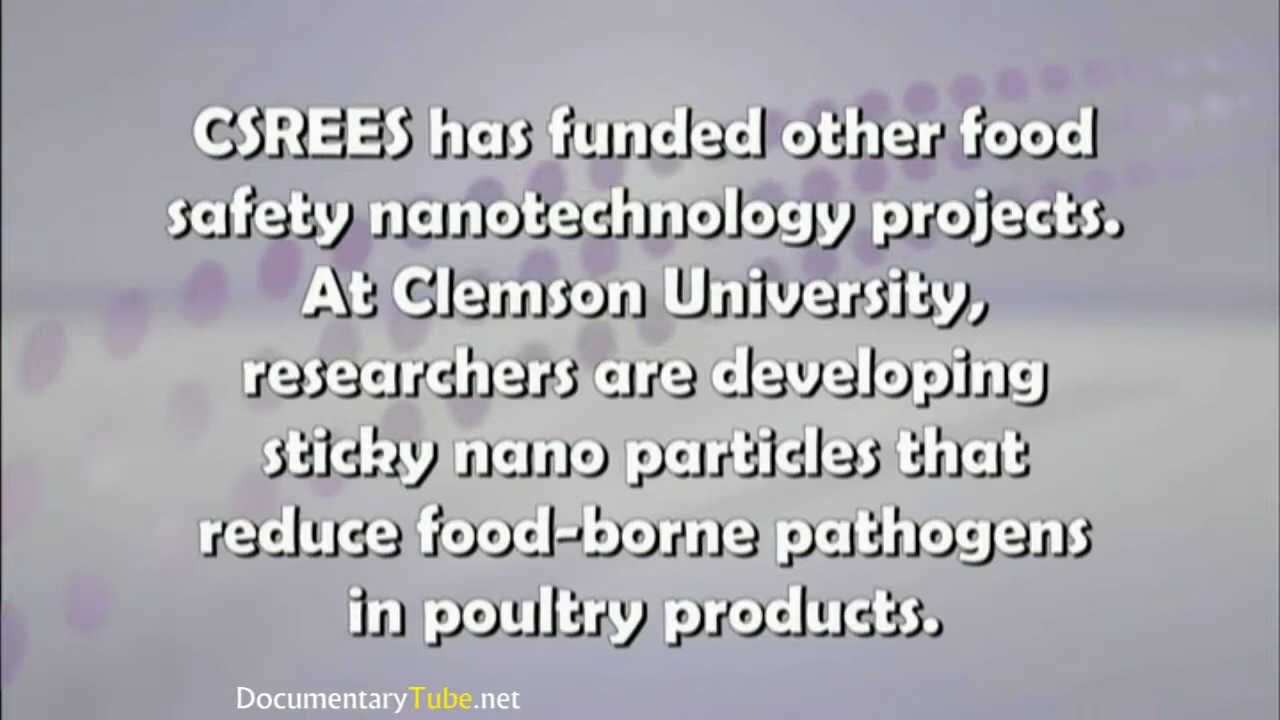 CSREES has funded other food
safety nanotechnology projects.
At Clemson University,
researchers are developing
sticky nano particles that
reduce food-borne pathogens
in poultry products.
DocumentaryTube.net